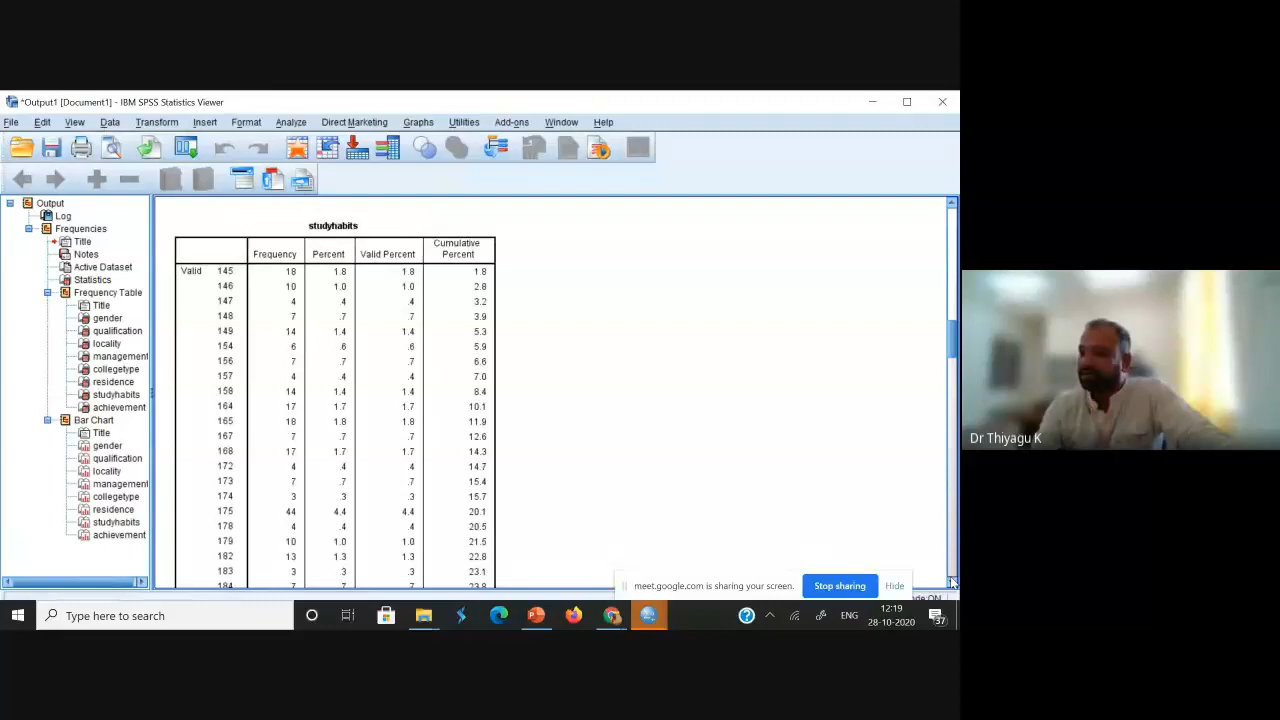 *Output1 [Document1] - IBM SPSS Statistics Viewer
File Edit View Data Transform Insert Format Analyze Direct Marketing Graphs Utilities Add-ons Window Help
Output
Log
Frequencies
Title
Notes
Active Dataset
Statistics
Frequency Table
Title
gender
qualification
locality
management
collegetype
residence
studyhabits
achievement
Bar Chart
Title
gender
qualification
locality
management
collegetype
residence
studyhabits
achievement
studyhabits
Frequency Percent Valid Percent Cumulative Percent
Valid 145 18 1.8 1.8 1.8
146 10 1.0 1.0 2.8
147 4 .4 .4 3.2
148 7 .7 .7 3.9
149 14 1.4 1.4 5.3
154 6 .6 .6 5.9
156 7 .7 .7 6.6
157 4 .4 .4 7.0
158 14 1.4 1.4 8.4
164 17 1.7 1.7 10.1
165 18 1.8 1.8 11.9
167 7 .7 .7 12.6
168 17 1.7 1.7 14.3
172 4 .4 .4 14.7
173 7 .7 .7 15.4
174 3 .3 .3 15.7
175 44 4.4 4.4 20.1
178 4 .4 .4 20.5
179 10 1.0 1.0 21.5
182 13 1.3 1.3 22.8
183 3 .3 .3 23.1
184 7 .7 .7 23.8
meet.google.com is sharing your screen. Stop sharing Hide
Type here to search
ENG
12:19
28-10-2020
37
Dr Thiyagu K